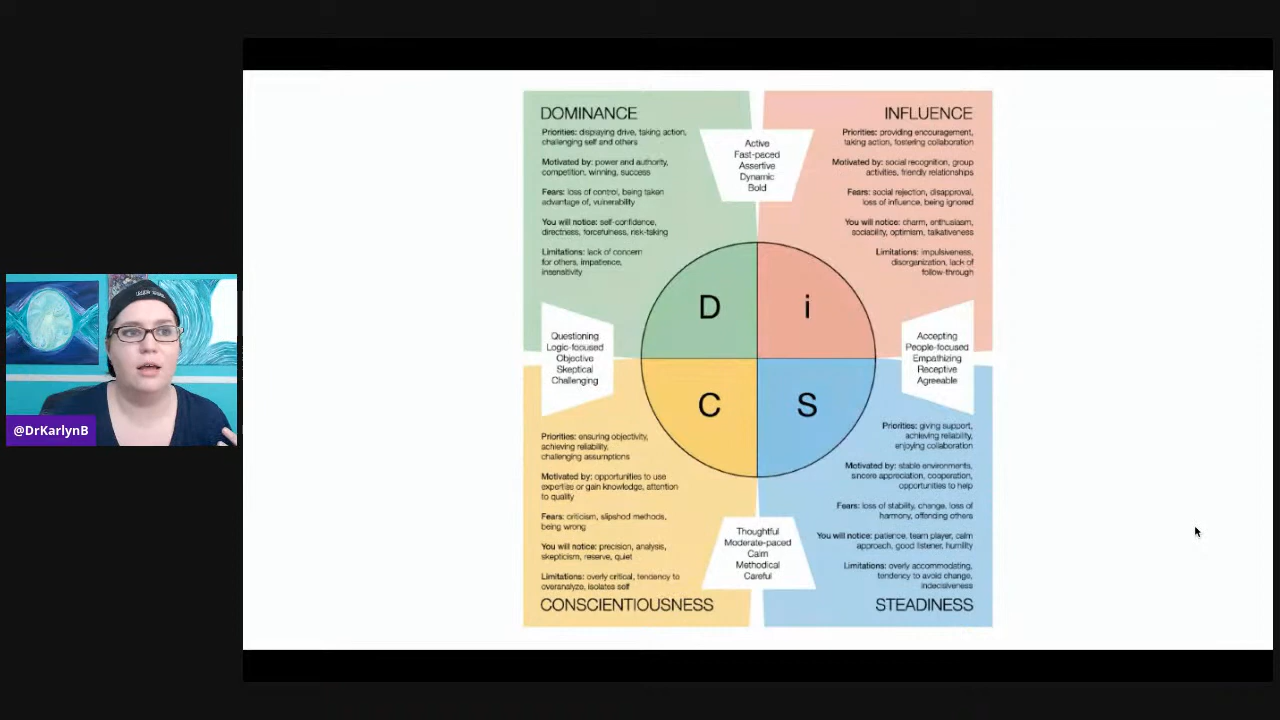 DOMINANCE
Priorities: displaying drive, taking action,
challenging self and others
Motivated by: power and authority,
competition, winning, success
Fears: loss of control, being taken
advantage of, vulnerability
You will notice: self-confidence,
directness, forcefulness, risk-taking
Limitations: lack of concern
for others, impatience,
insensitivity
Active
Fast-paced
Assertive
Dynamic
Bold
INFLUENCE
Priorities: providing encouragement,
taking action, fostering collaboration
Motivated by: social recognition, group
activities, friendly relationships
Fears: social rejection, disapproval,
loss of influence, being ignored
You will notice: charm, enthusiasm,
sociability, optimism, talkativeness
Limitations: impulsiveness,
disorganization, lack of
follow-through
D
i
Questioning
Logic-focused
Objective
Skeptical
Challenging
Accepting
People-focused
Empathizing
Receptive
Agreeable
C
S
@DrKarlynB
Priorities: ensuring objectivity,
achieving reliability,
challenging assumptions
Motivated by: opportunities to use
expertise or gain knowledge, attention
to quality
Fears: criticism, slipshod methods,
being wrong
You will notice: precision, analysis,
skepticism, reserve, quiet
Limitations: overly critical, tendency to
overanalyze, isolates self
CONSCIENTIOUSNESS
Thoughtful
Moderate-paced
Calm
Methodical
Careful
Priorities: giving support,
achieving reliability,
enjoying collaboration
Motivated by: stable environments,
sincere appreciation, cooperation,
opportunities to help
Fears: loss of stability, change, loss of
harmony, offending others
You will notice: patience, team player, calm
approach, good listener, humility
Limitations: overly accommodating,
tendency to avoid change,
indecisiveness
STEADINESS